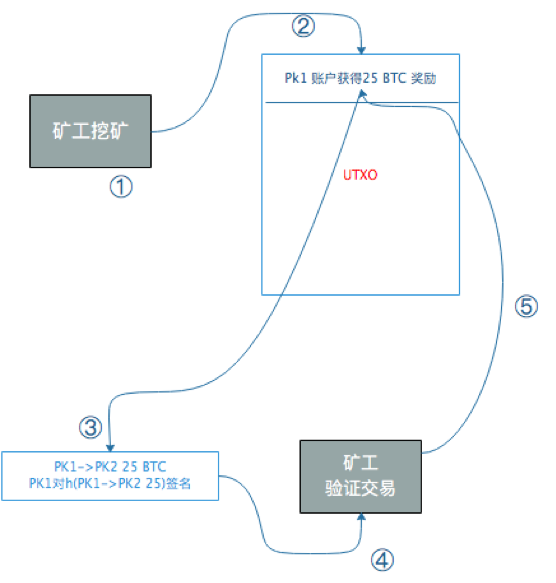 ②
Pk1 账户获得25 BTC 奖励
矿工挖矿
①
UTXO
⑤
③
PK1->PK2 25 BTC
PK1对h(PK1->PK2 25)签名
矿工
验证交易
④